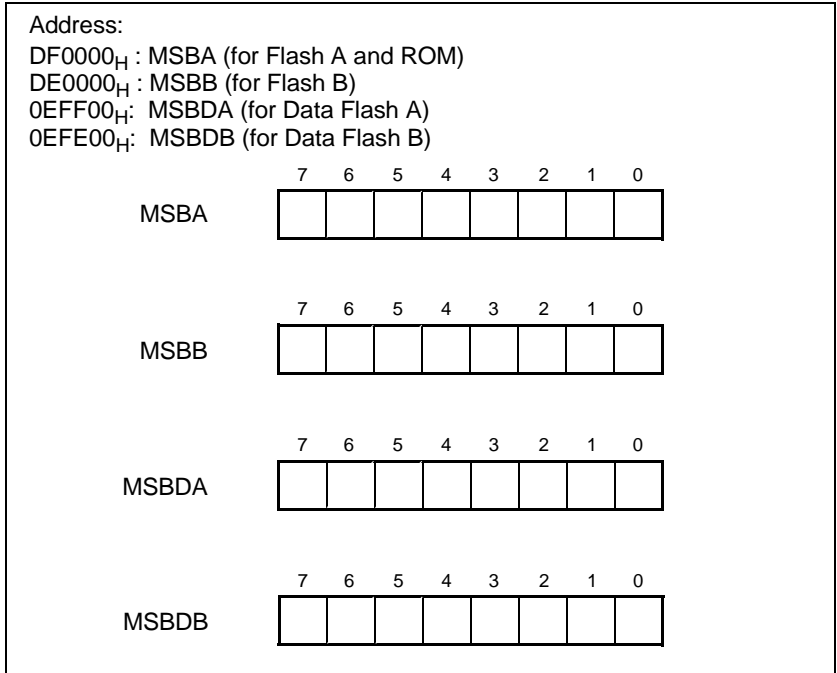 Address:
DF0000H : MSBA (for Flash A and ROM)
DE0000H : MSBB (for Flash B)
0EFF00H: MSBDA (for Data Flash A)
0EFE00H: MSBDB (for Data Flash B)
7 6 5 4 3 2 1 0
MSBA
7 6 5 4 3 2 1 0
MSBB
7 6 5 4 3 2 1 0
MSBDA
7 6 5 4 3 2 1 0
MSBDB